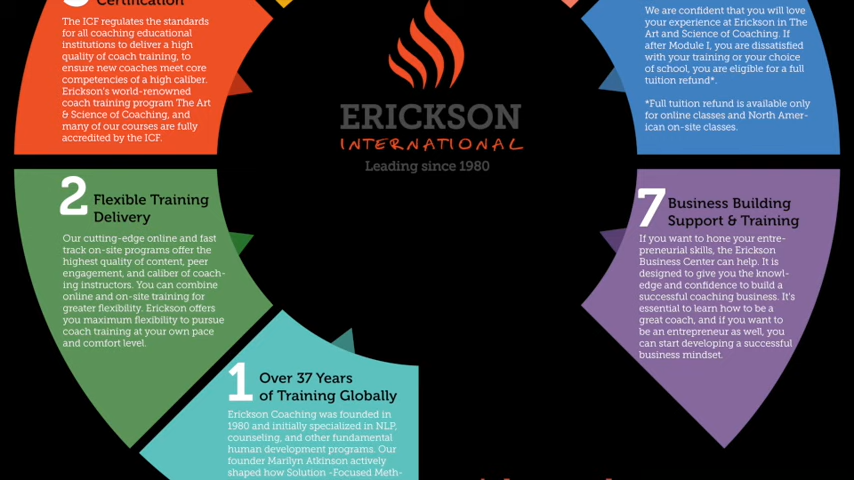 Certification
The ICF regulates the standards
for all coaching educational
institutions to deliver a high
quality of coach training, to
ensure new coaches meet core
competencies of a high caliber.
Erickson's world-renowned
coach training program The Art
& Science of Coaching, and
many of our courses are fully
accredited by the ICF.
We are confident that you will love
your experience at Erickson in The
Art and Science of Coaching. If
after Module I, you are dissatisfied
with your training or your choice
of school, you are eligible for a full
tuition refund*.
*Full tuition refund is available only
for online classes and North Amer-
ican on-site classes.
ERICKSON
INTERNATIONAL
Leading since 1980
2 Flexible Training
Delivery
Our cutting-edge online and fast
track on-site programs offer the
highest quality of content, peer
engagement, and caliber of coach-
ing instructors. You can combine
online and on-site training for
greater flexibility. Erickson offers
you maximum flexibility to pursue
coach training at your own pace
and comfort level.
7 Business Building
Support & Training
If you want to hone your entre-
preneurial skills, the Erickson
Business Center can help. It is
designed to give you the knowl-
edge and confidence to build a
successful coaching business. It's
essential to learn how to be a
great coach, and if you want to
be an entrepreneur as well, you
can start developing a successful
business mindset.
1 Over 37 Years
of Training Globally
Erickson Coaching was founded in
1980 and initially specialized in NLP,
counseling, and other fundamental
human development programs. Our
founder Marilyn Atkinson actively
shaped how Solution -Focused Meth-